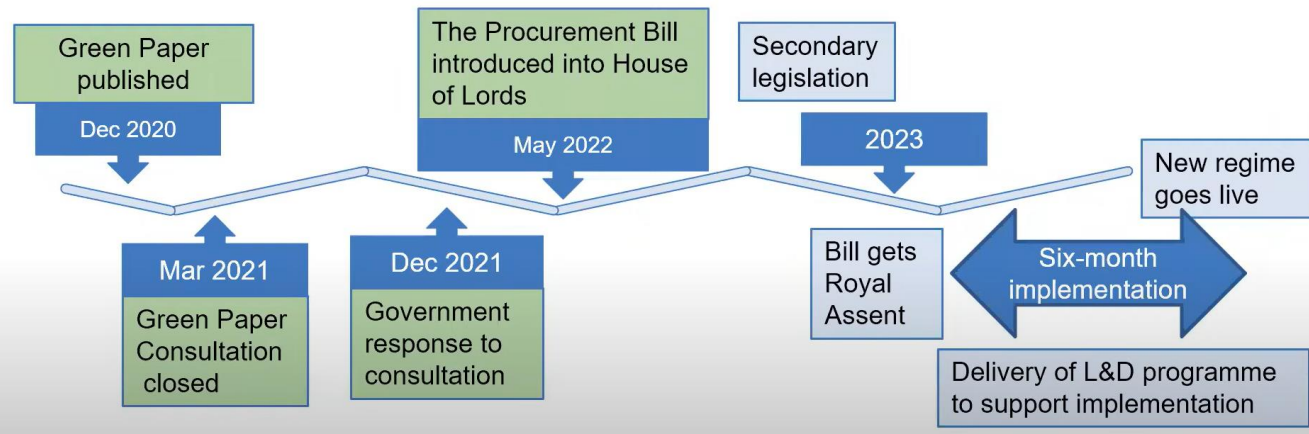 Green Paper
published
Dec 2020
Mar 2021
Green Paper
Consultation
closed
Dec 2021
Government
response to
consultation
The Procurement Bill
introduced into House
of Lords
May 2022
Secondary
legislation
2023
Bill gets
Royal
Assent
Six-month
implementation
New regime
goes live
Delivery of L&D programme
to support implementation